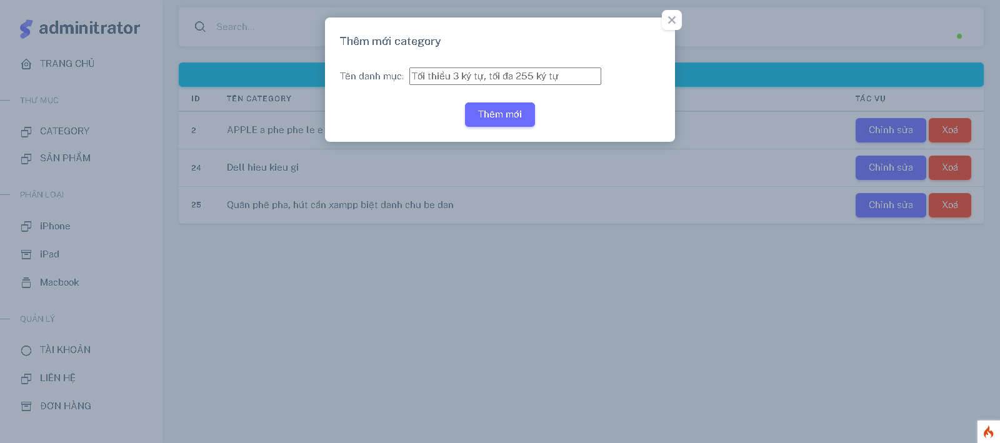 adminitrator
TRANG CHỦ
THƯ MỤC
CATEGORY
SẢN PHẨM
PHÂN LOẠI
iPhone
iPad
Macbook
QUẢN LÝ
TÀI KHOẢN
LIÊN HỆ
ĐƠN HÀNG
Search...
Thêm mới category
Tên danh mục: Tối thiểu 3 ký tự, tối đa 255 ký tự
Thêm mới
ID TÊN CATEGORY TÁC VỤ
2 APPLE a phe phe le e Chỉnh sửa Xoá
24 Dell hieu kieu gi Chỉnh sửa Xoá
25 Quân phê pha, hút cần xampp biệt danh chu be dan Chỉnh sửa Xoá